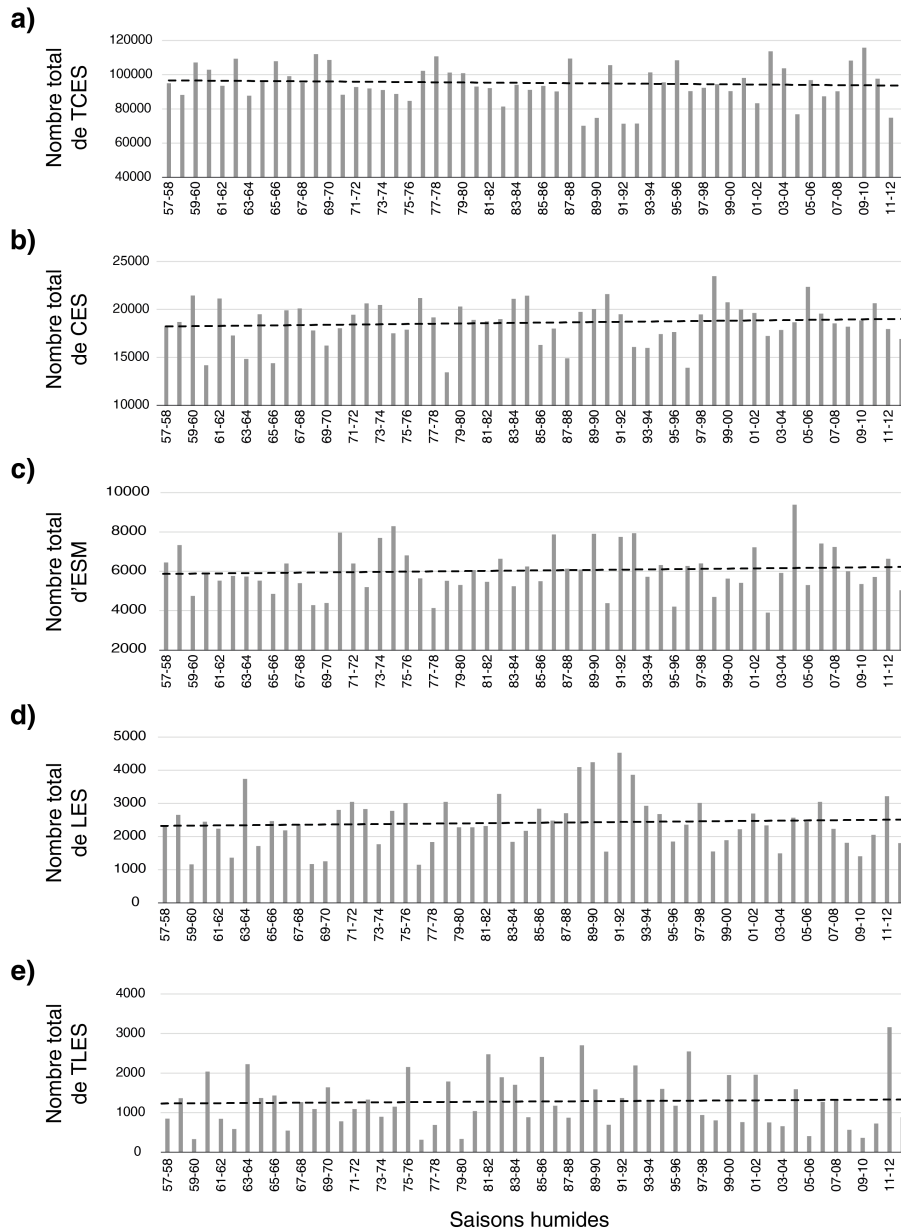 a)
Nombre total
de TCES
120000
100000
80000
60000
40000
57-58 59-60 61-62 63-64 65-66 67-68 69-70 71-72 73-74 75-76 77-78 79-80 81-82 83-84 85-86 87-88 89-90 91-92 93-94 95-96 97-98 99-00 01-02 03-04 05-06 07-08 09-10 11-12
b)
Nombre total
de CES
25000
20000
15000
10000
57-58 59-60 61-62 63-64 65-66 67-68 69-70 71-72 73-74 75-76 77-78 79-80 81-82 83-84 85-86 87-88 89-90 91-92 93-94 95-96 97-98 99-00 01-02 03-04 05-06 07-08 09-10 11-12
c)
Nombre total
d'ESM
10000
8000
6000
4000
2000
57-58 59-60 61-62 63-64 65-66 67-68 69-70 71-72 73-74 75-76 77-78 79-80 81-82 83-84 85-86 87-88 89-90 91-92 93-94 95-96 97-98 99-00 01-02 03-04 05-06 07-08 09-10 11-12
d)
Nombre total
de LES
5000
4000
3000
2000
1000
0
57-58 59-60 61-62 63-64 65-66 67-68 69-70 71-72 73-74 75-76 77-78 79-80 81-82 83-84 85-86 87-88 89-90 91-92 93-94 95-96 97-98 99-00 01-02 03-04 05-06 07-08 09-10 11-12
e)
Nombre total
de TLES
4000
3000
2000
1000
0
57-58 59-60 61-62 63-64 65-66 67-68 69-70 71-72 73-74 75-76 77-78 79-80 81-82 83-84 85-86 87-88 89-90 91-92 93-94 95-96 97-98 99-00 01-02 03-04 05-06 07-08 09-10 11-12
Saisons humides